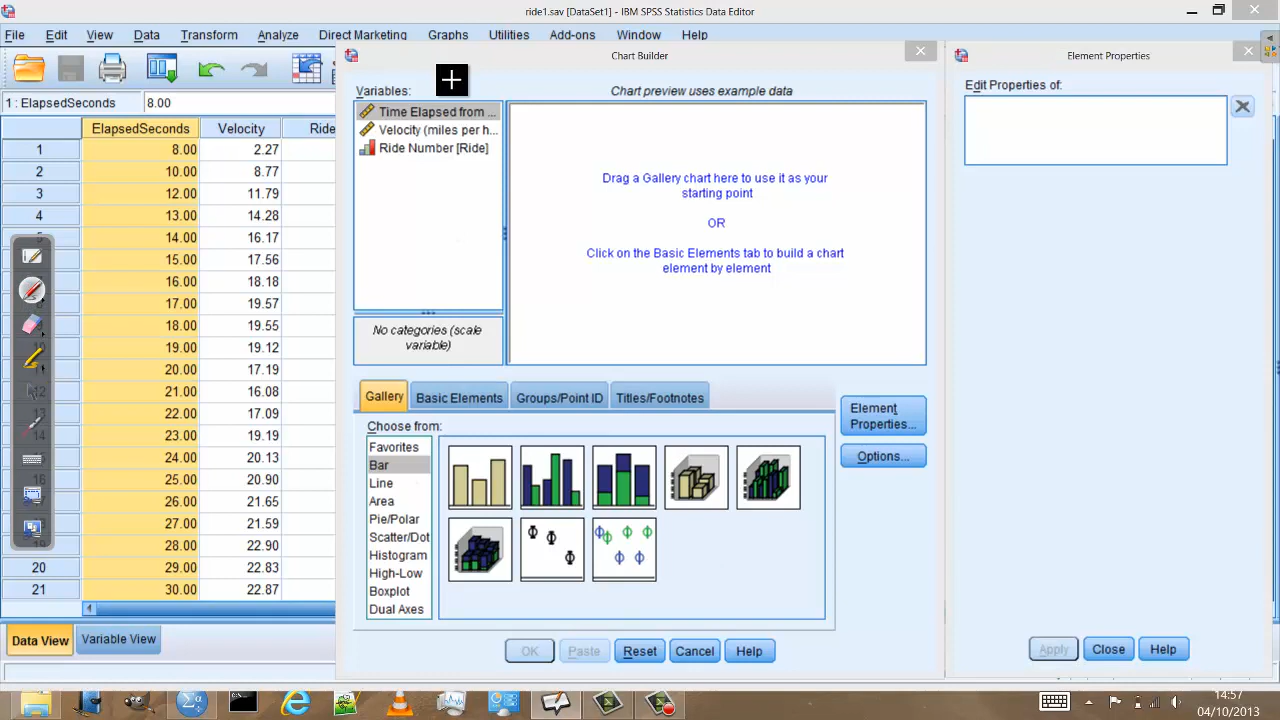 ride1.sav [DataSet1] - IBM SPSS Statistics Data Editor
File Edit View Data Transform Analyze Direct Marketing Graphs Utilities Add-ons Window Help
1 : ElapsedSeconds 8.00
ElapsedSeconds Velocity Ride
1 8.00 2.27
2 10.00 8.77
3 12.00 11.79
4 13.00 14.28
14.00 16.17
15.00 17.56
16.00 18.18
17.00 19.57
18.00 19.55
19.00 19.12
20.00 17.19
12 21.00 16.08
22.00 17.09
23.00 19.19
24.00 20.13
25.00 20.90
26.00 21.65
27.00 21.59
28.00 22.90
20 29.00 22.83
21 30.00 22.87
Data View Variable View
Chart Builder
Variables:
Time Elapsed from ...
Velocity (miles per h...
Ride Number [Ride]
No categories (scale
variable)
Chart preview uses example data
Drag a Gallery chart here to use it as your
starting point
OR
Click on the Basic Elements tab to build a chart
element by element
Gallery Basic Elements Groups/Point ID Titles/Footnotes
Choose from:
Favorites
Bar
Line
Area
Pie/Polar
Scatter/Dot
Histogram
High-Low
Boxplot
Dual Axes
Element
Properties...
Options...
OK Paste Reset Cancel Help
Element Properties
Edit Properties of:
Apply Close Help
14:57
04/10/2013